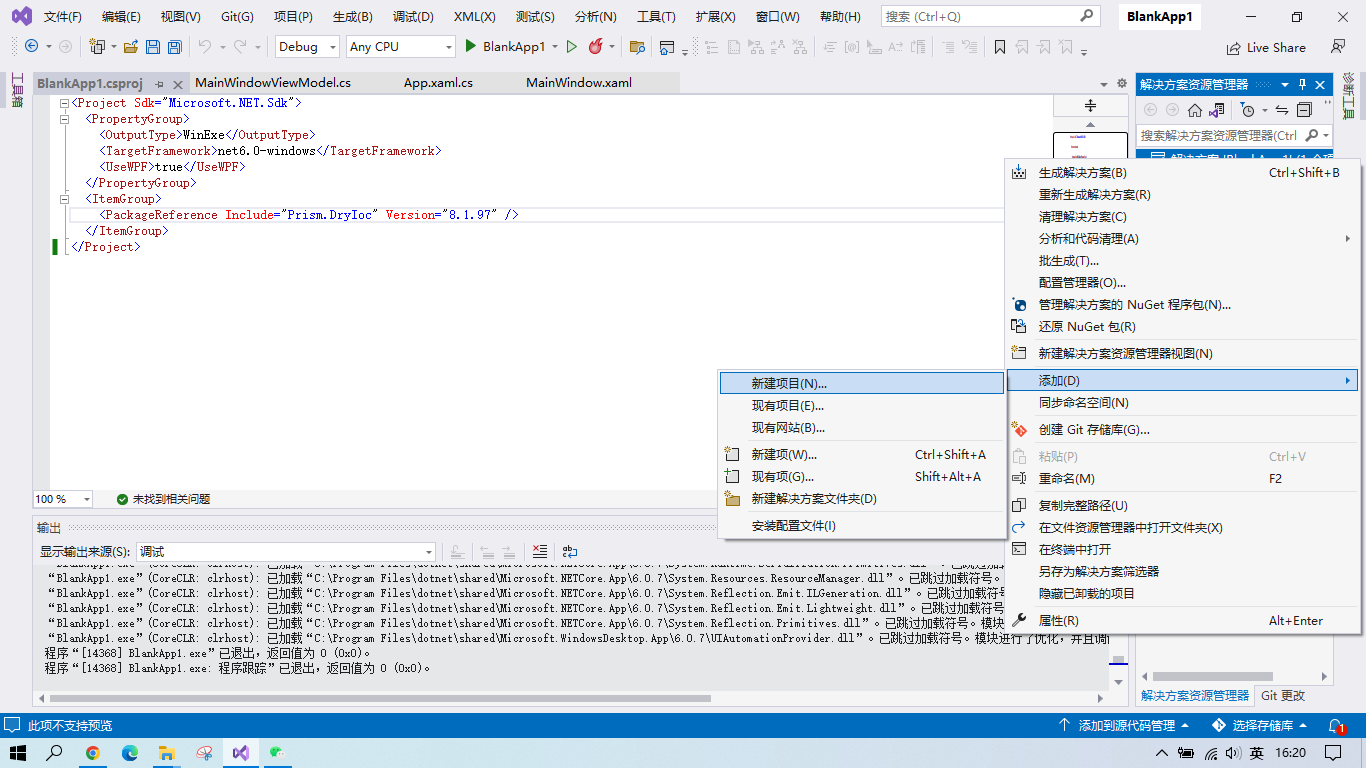 文件(F) 编辑(E) 视图(V) Git(G) 项目(P) 生成(B) 调试(D) XML(X) 测试(S) 分析(N) 工具(T) 扩展(X) 窗口(W) 帮助(H) 搜索 (Ctrl+Q) BlankApp1
Debug Any CPU BlankApp1 Live Share
工具箱
BlankApp1.csproj MainWindowViewModel.cs App.xaml.cs MainWindow.xaml
<Project Sdk="Microsoft.NET.Sdk">
<PropertyGroup>
<OutputType>WinExe</OutputType>
<TargetFramework>net6.0-windows</TargetFramework>
<UseWPF>true</UseWPF>
</PropertyGroup>
<ItemGroup>
<PackageReference Include="Prism.DryIoc" Version="8.1.97" />
</ItemGroup>
</Project>
100 % 未找到相关问题
解决方案资源管理器
诊断工具
搜索解决方案资源管理器(Ctrl
生成解决方案(B) Ctrl+Shift+B
重新生成解决方案(R)
清理解决方案(C)
分析和代码清理(A)
批生成(T)...
配置管理器(O)...
管理解决方案的 NuGet 程序包(N)...
还原 NuGet 包(R)
新建解决方案资源管理器视图(N)
添加(D)
同步命名空间(N)
创建 Git 存储库(G)...
粘贴(P) Ctrl+V
重命名(M) F2
复制完整路径(U)
在文件资源管理器中打开文件夹(X)
在终端中打开
另存为解决方案筛选器
隐藏已卸载的项目
属性(R) Alt+Enter
新建项目(N)...
现有项目(E)...
现有网站(B)...
新建项(W)... Ctrl+Shift+A
现有项(G)... Shift+Alt+A
新建解决方案文件夹(D)
安装配置文件(I)
输出
显示输出来源(S): 调试
“BlankApp1.exe”(CoreCLR: clrhost): 已加载“C:\Program Files\dotnet\shared\Microsoft.NETCore.App\6.0.7\System.Resources.ResourceManager.dll”。已跳过加载符号。
“BlankApp1.exe”(CoreCLR: clrhost): 已加载“C:\Program Files\dotnet\shared\Microsoft.NETCore.App\6.0.7\System.Reflection.Emit.ILGeneration.dll”。已跳过加载符号
“BlankApp1.exe”(CoreCLR: clrhost): 已加载“C:\Program Files\dotnet\shared\Microsoft.NETCore.App\6.0.7\System.Reflection.Emit.Lightweight.dll”。已跳过加载符号
“BlankApp1.exe”(CoreCLR: clrhost): 已加载“C:\Program Files\dotnet\shared\Microsoft.NETCore.App\6.0.7\System.Reflection.Primitives.dll”。已跳过加载符号。模块
“BlankApp1.exe”(CoreCLR: clrhost): 已加载“C:\Program Files\dotnet\shared\Microsoft.WindowsDesktop.App\6.0.7\UIAutomationProvider.dll”。已跳过加载符号。模块进行了优化，并且调
程序“[14368] BlankApp1.exe”已退出，返回值为 0 (0x0)。
程序“[14368] BlankApp1.exe: 程序跟踪”已退出，返回值为 0 (0x0)。
解决方案资源管理器 Git 更改
此项不支持预览 添加到源代码管理 选择存储库 1
英 16:20